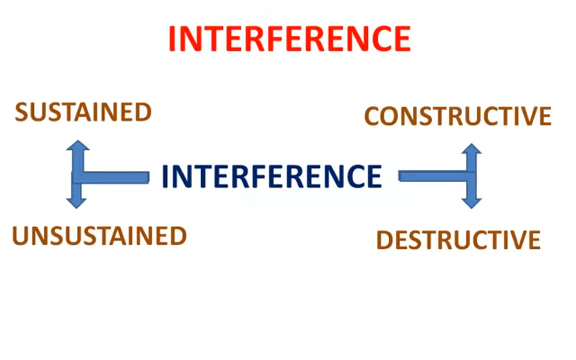 INTERFERENCE
SUSTAINED
CONSTRUCTIVE
INTERFERENCE
UNSUSTAINED
DESTRUCTIVE